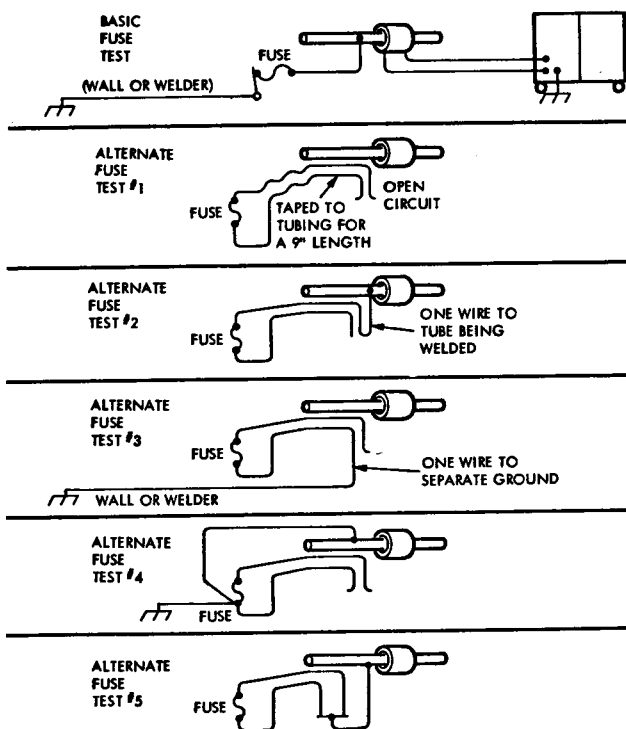 BASIC
FUSE
TEST
FUSE
(WALL OR WELDER)
ALTERNATE
FUSE
TEST #1
FUSE
OPEN
CIRCUIT
TAPED TO
TUBING FOR
A 9" LENGTH
ALTERNATE
FUSE
TEST #2
FUSE
ONE WIRE TO
TUBE BEING
WELDED
ALTERNATE
FUSE
TEST #3
FUSE
ONE WIRE TO
SEPARATE GROUND
WALL OR WELDER
ALTERNATE
FUSE
TEST #4
FUSE
ALTERNATE
FUSE
TEST #5
FUSE